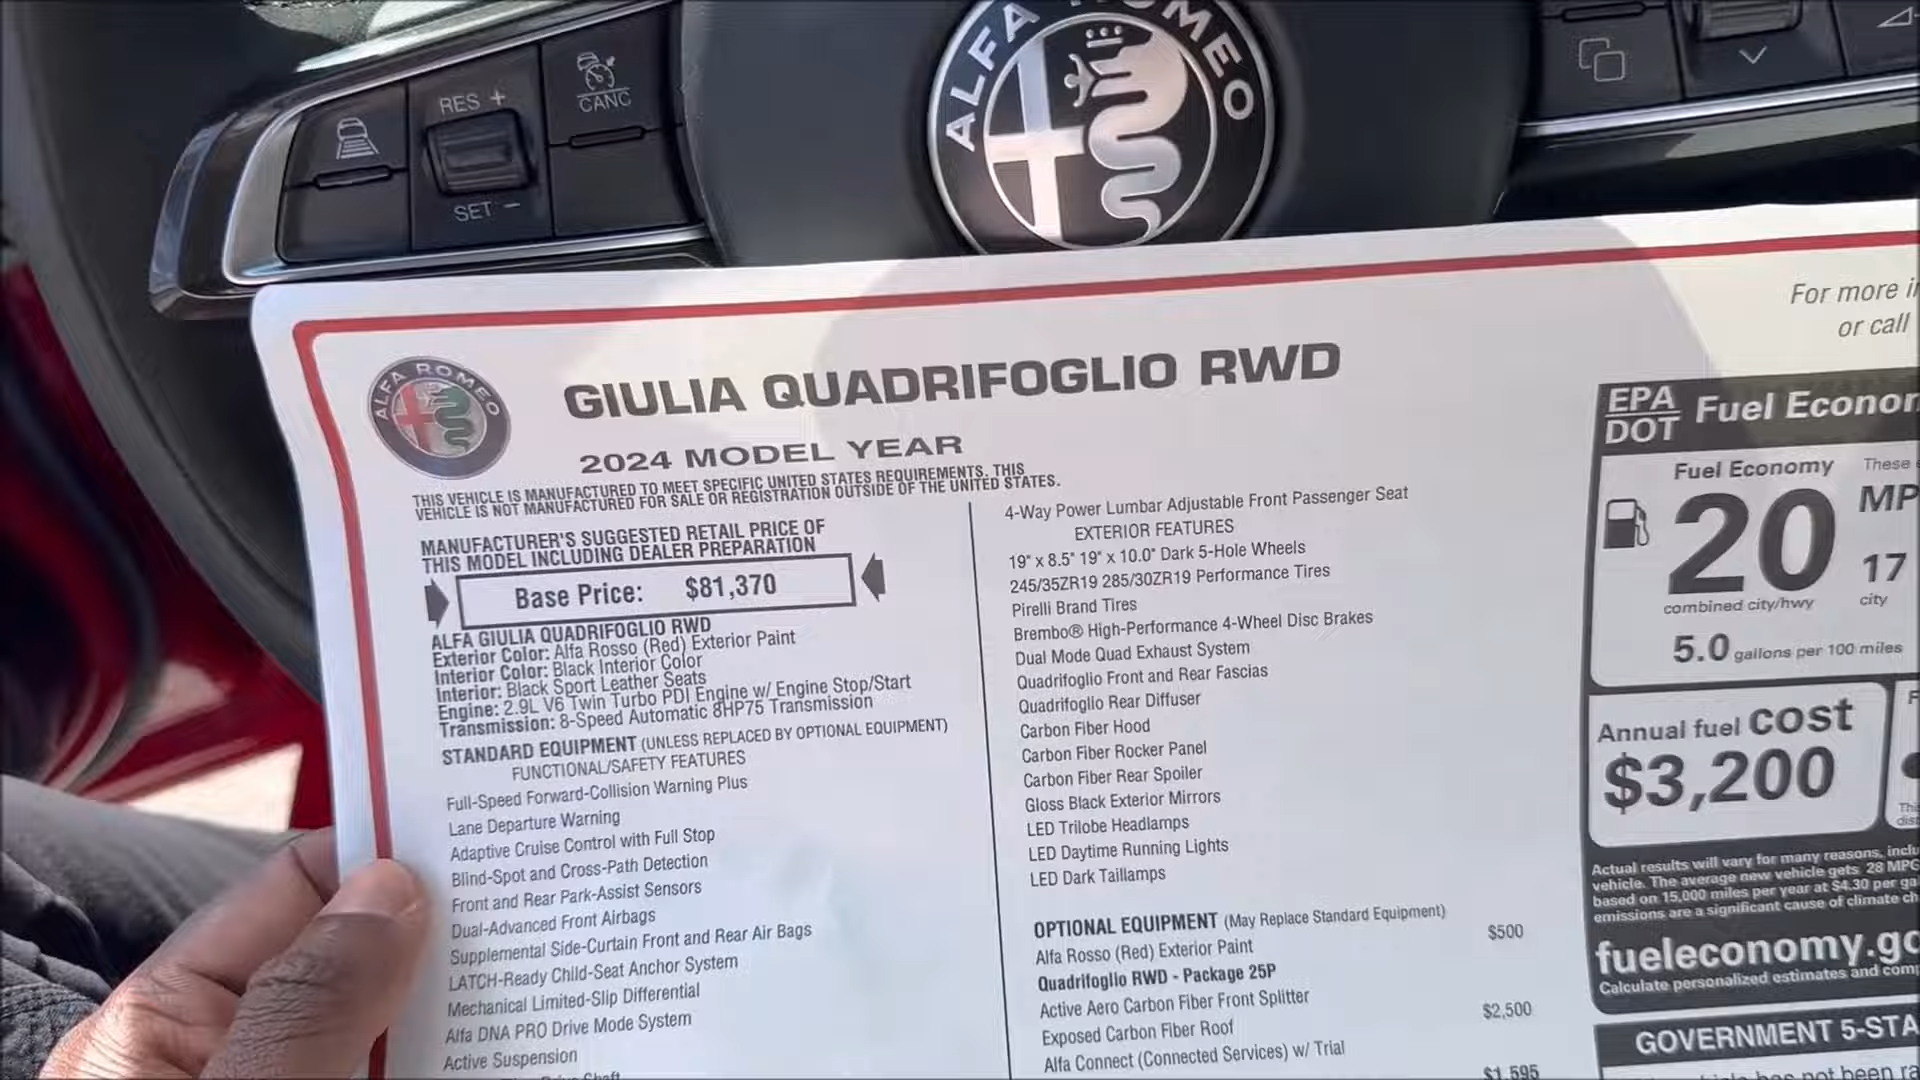 RES +
SET −
CANC
ALFA ROMEO
For more
or call
ALFA ROMEO
GIULIA QUADRIFOGLIO RWD
2024 MODEL YEAR
THIS VEHICLE IS MANUFACTURED TO MEET SPECIFIC UNITED STATES REQUIREMENTS. THIS
VEHICLE IS NOT MANUFACTURED FOR SALE OR REGISTRATION OUTSIDE OF THE UNITED STATES.
MANUFACTURER'S SUGGESTED RETAIL PRICE OF
THIS MODEL INCLUDING DEALER PREPARATION
Base Price: $81,370
ALFA GIULIA QUADRIFOGLIO RWD
Exterior Color: Alfa Rosso (Red) Exterior Paint
Interior Color: Black Interior Color
Interior: Black Sport Leather Seats
Engine: 2.9L V6 Twin Turbo PDI Engine w/ Engine Stop/Start
Transmission: 8-Speed Automatic 8HP75 Transmission
STANDARD EQUIPMENT (UNLESS REPLACED BY OPTIONAL EQUIPMENT)
FUNCTIONAL/SAFETY FEATURES
Full-Speed Forward-Collision Warning Plus
Lane Departure Warning
Adaptive Cruise Control with Full Stop
Blind-Spot and Cross-Path Detection
Front and Rear Park-Assist Sensors
Dual-Advanced Front Airbags
Supplemental Side-Curtain Front and Rear Air Bags
LATCH-Ready Child-Seat Anchor System
Mechanical Limited-Slip Differential
Alfa DNA PRO Drive Mode System
Active Suspension
4-Way Power Lumbar Adjustable Front Passenger Seat
EXTERIOR FEATURES
19" x 8.5" 19" x 10.0" Dark 5-Hole Wheels
245/35ZR19 285/30ZR19 Performance Tires
Pirelli Brand Tires
Brembo® High-Performance 4-Wheel Disc Brakes
Dual Mode Quad Exhaust System
Quadrifoglio Front and Rear Fascias
Quadrifoglio Rear Diffuser
Carbon Fiber Hood
Carbon Fiber Rocker Panel
Carbon Fiber Rear Spoiler
Gloss Black Exterior Mirrors
LED Trilobe Headlamps
LED Daytime Running Lights
LED Dark Taillamps
OPTIONAL EQUIPMENT (May Replace Standard Equipment)
Alfa Rosso (Red) Exterior Paint $500
Quadrifoglio RWD - Package 25P
Active Aero Carbon Fiber Front Splitter
Exposed Carbon Fiber Roof $2,500
Alfa Connect (Connected Services) w/ Trial
$1,595
EPA
DOT
Fuel Econo
Fuel Economy
These
20
MP
17
combined city/hwy
city
5.0 gallons per 100 miles
Annual fuel cost
$3,200
Actual results will vary for many reasons, inclu
vehicle. The average new vehicle gets 28 MPG
based on 15,000 miles per year at $4.30 per ga
emissions are a significant cause of climate ch
fueleconomy.go
Calculate personalized estimates and com
GOVERNMENT 5-STA
not been ra